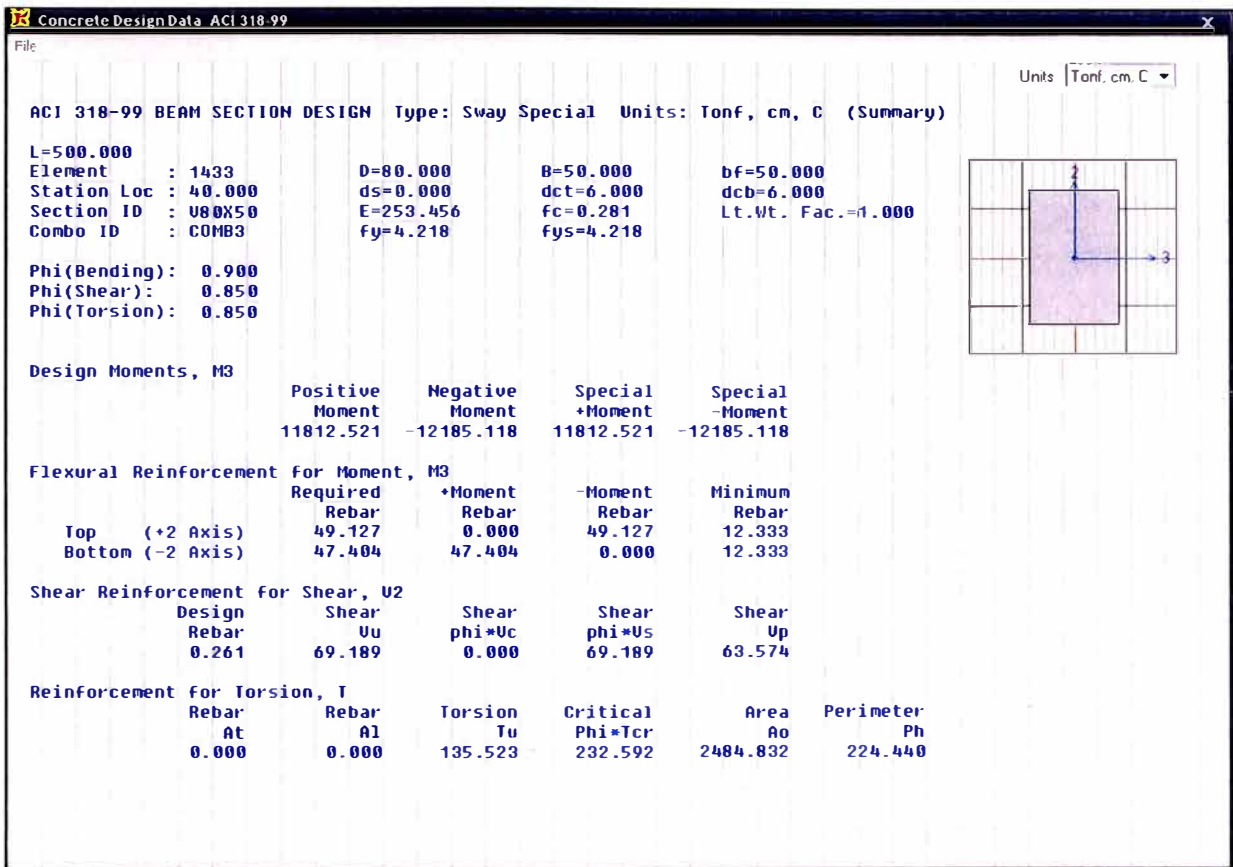 Concrete Design Data ACI 318-99
X
File
Units Tonf, cm, C
ACI 318-99 BEAM SECTION DESIGN Type: Sway Special Units: Tonf, cm, C (Summary)
L=500.000
Element : 1433 D=80.000 B=50.000 bf=50.000
Station Loc : 40.000 ds=0.000 dct=6.000 dcb=6.000
Section ID : V80X50 E=253.456 fc=0.281 Lt.Wt. Fac.=1.000
Combo ID : COMB3 fy=4.218 fys=4.218
2
3
Phi(Bending): 0.900
Phi(Shear): 0.850
Phi(Torsion): 0.850
Design Moments, M3
Positive Negative Special Special
Moment Moment +Moment -Moment
11812.521 -12185.118 11812.521 -12185.118
Flexural Reinforcement for Moment, M3
Required +Moment -Moment Minimum
Rebar Rebar Rebar Rebar
Top (+2 Axis) 49.127 0.000 49.127 12.333
Bottom (-2 Axis) 47.404 47.404 0.000 12.333
Shear Reinforcement for Shear, V2
Design Shear Shear Shear Shear
Rebar Vu phi*Vc phi*Vs Vp
0.261 69.189 0.000 69.189 63.574
Reinforcement for Torsion, T
Rebar Rebar Torsion Critical Area Perimeter
At Al Tu Phi*Tcr Ao Ph
0.000 0.000 135.523 232.592 2484.832 224.440